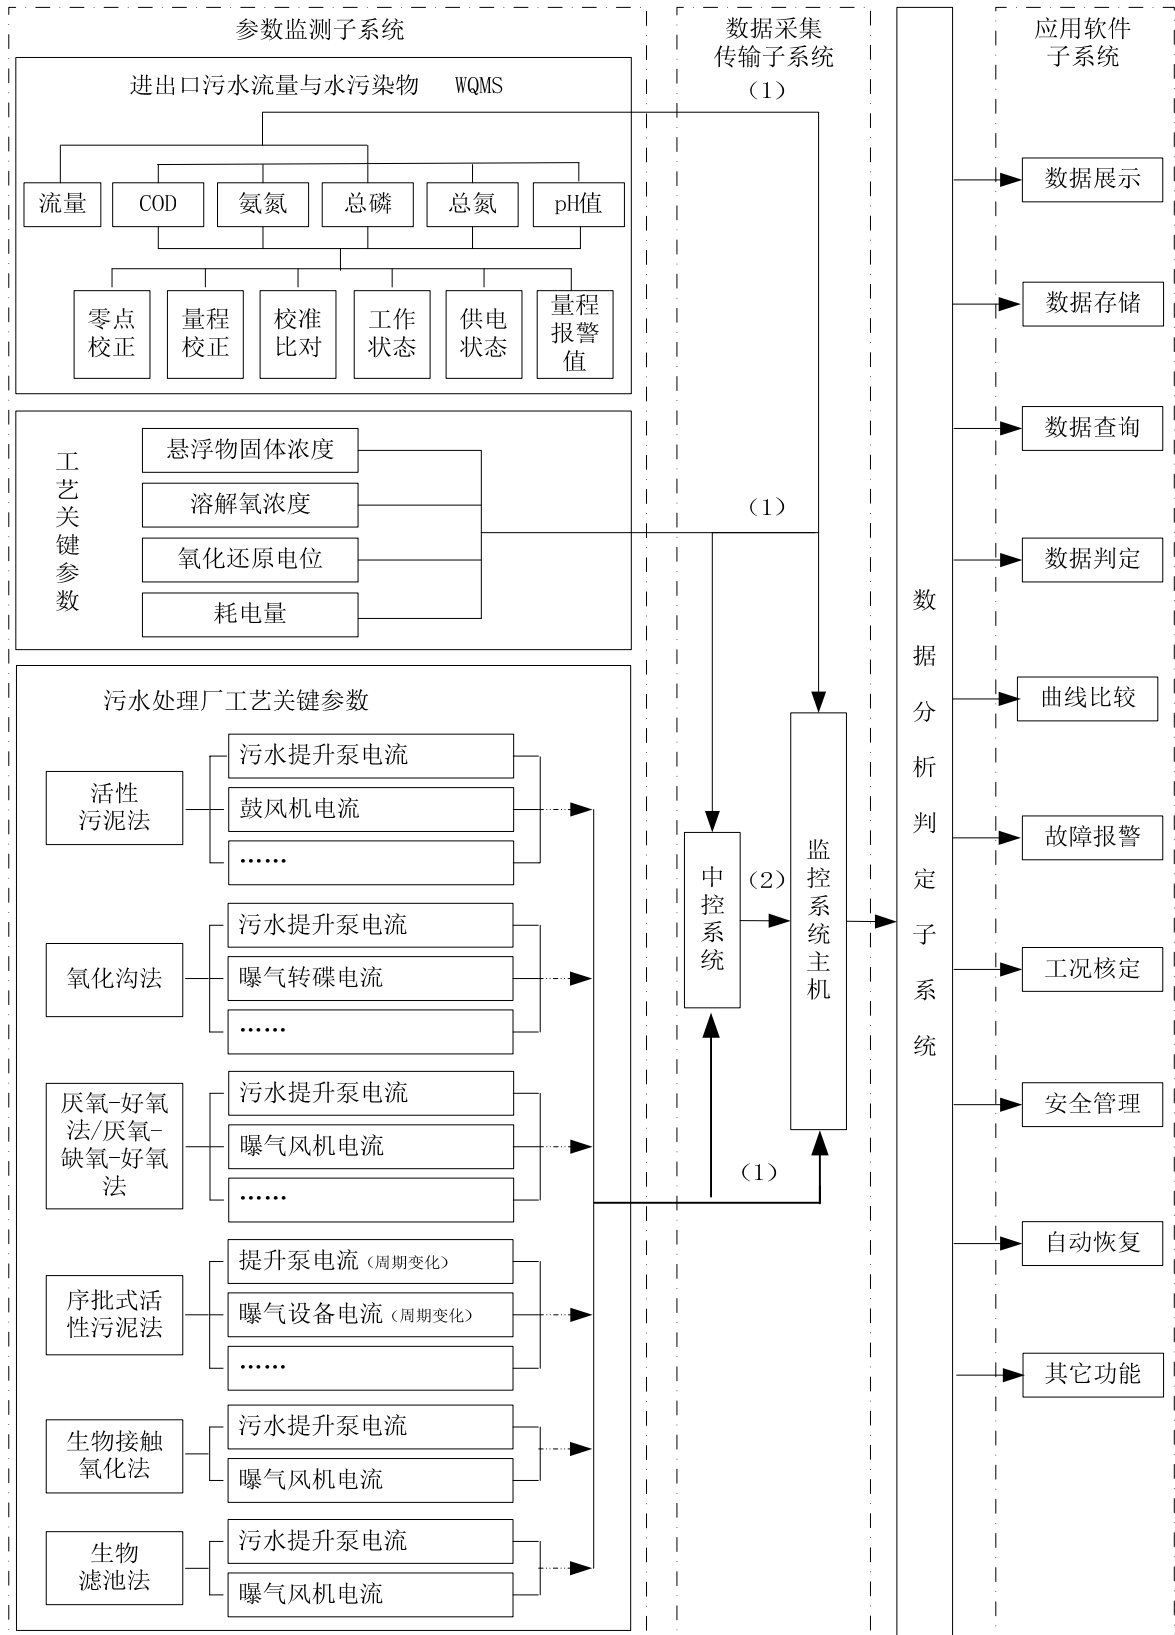 参数监测子系统
进出口污水流量与水污染物 WQMS
流量
COD
氨氮
总磷
总氮
pH值
零点
校正
量程
校正
校准
比对
工作
状态
供电
状态
量程
报警
值
工艺关键参数
悬浮物固体浓度
溶解氧浓度
氧化还原电位
耗电量
污水处理厂工艺关键参数
活性
污泥法
污水提升泵电流
鼓风机电流
……
氧化沟法
污水提升泵电流
曝气转碟电流
……
厌氧-好氧
法/厌氧-
缺氧-好氧
法
污水提升泵电流
曝气风机电流
……
序批式活
性污泥法
提升泵电流（周期变化）
曝气设备电流（周期变化）
……
生物接触
氧化法
污水提升泵电流
曝气风机电流
生物
滤池法
污水提升泵电流
曝气风机电流
数据采集
传输子系统
（1）
（1）
中控系统
（2）
监控系统主机
（1）
数据分析判定子系统
应用软件
子系统
数据展示
数据存储
数据查询
数据判定
曲线比较
故障报警
工况核定
安全管理
自动恢复
其它功能